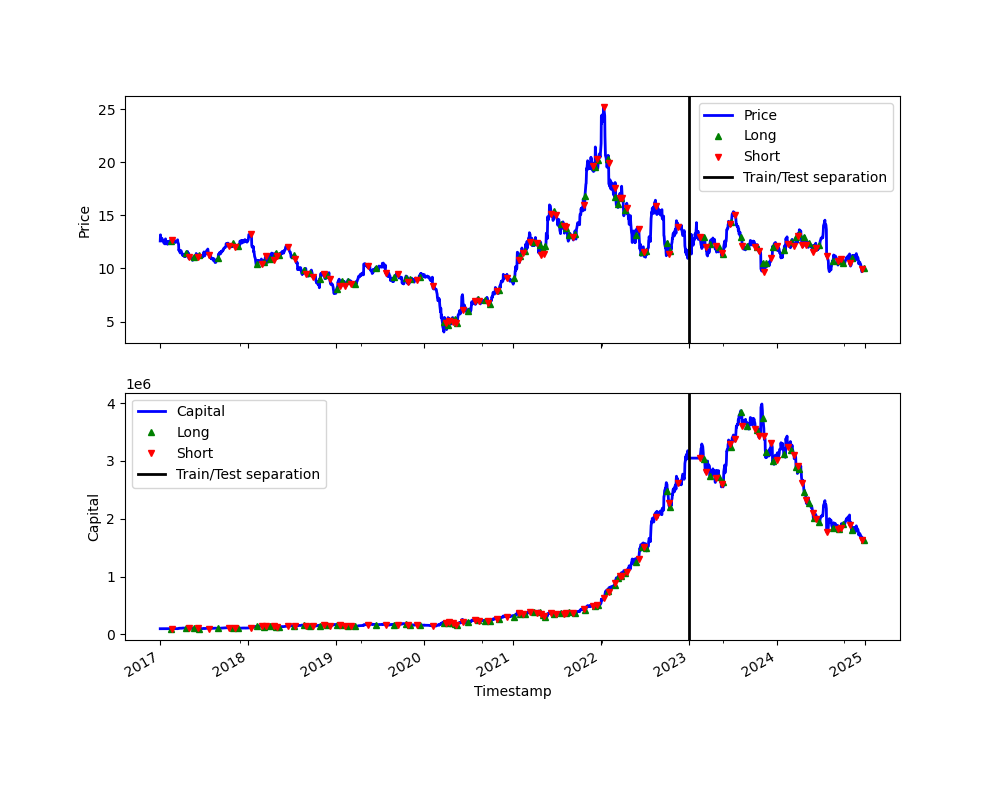 25
20
15
10
5
Price
Price
Long
Short
Train/Test separation
1e6
4
3
2
1
0
Capital
Capital
Long
Short
Train/Test separation
2017
2018
2019
2020
2021
2022
2023
2024
2025
Timestamp